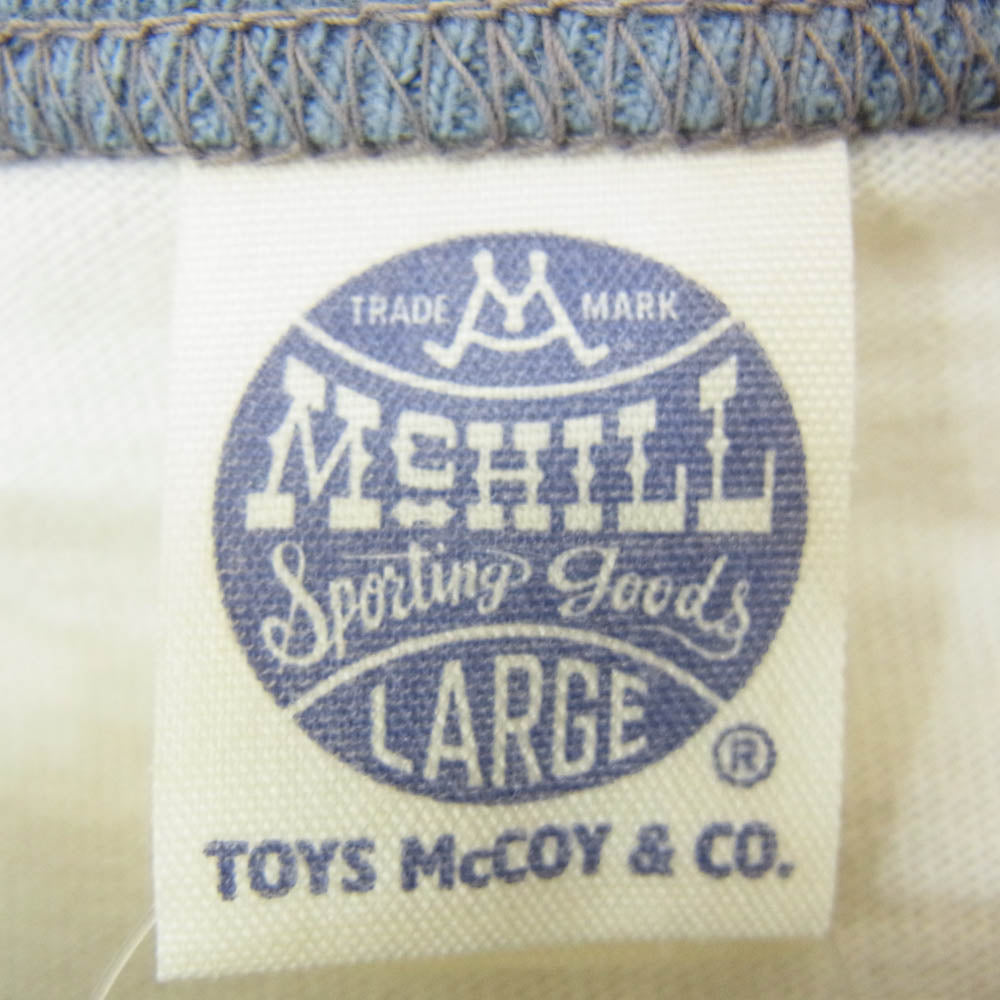 TRADE MARK
McHILL
Sporting Goods
LARGE
®
TOYS McCOY & CO.